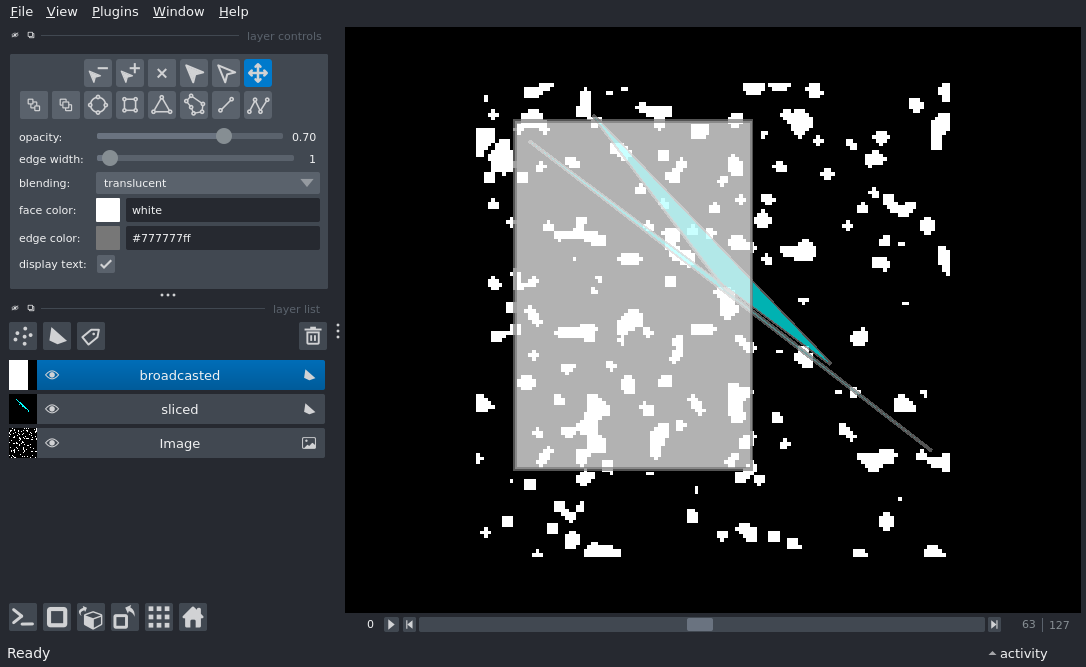 File View Plugins Window Help
layer controls
opacity: 0.70
edge width: 1
blending: translucent
face color: white
edge color: #777777ff
display text:
layer list
broadcasted
sliced
Image
0 63 127
Ready activity